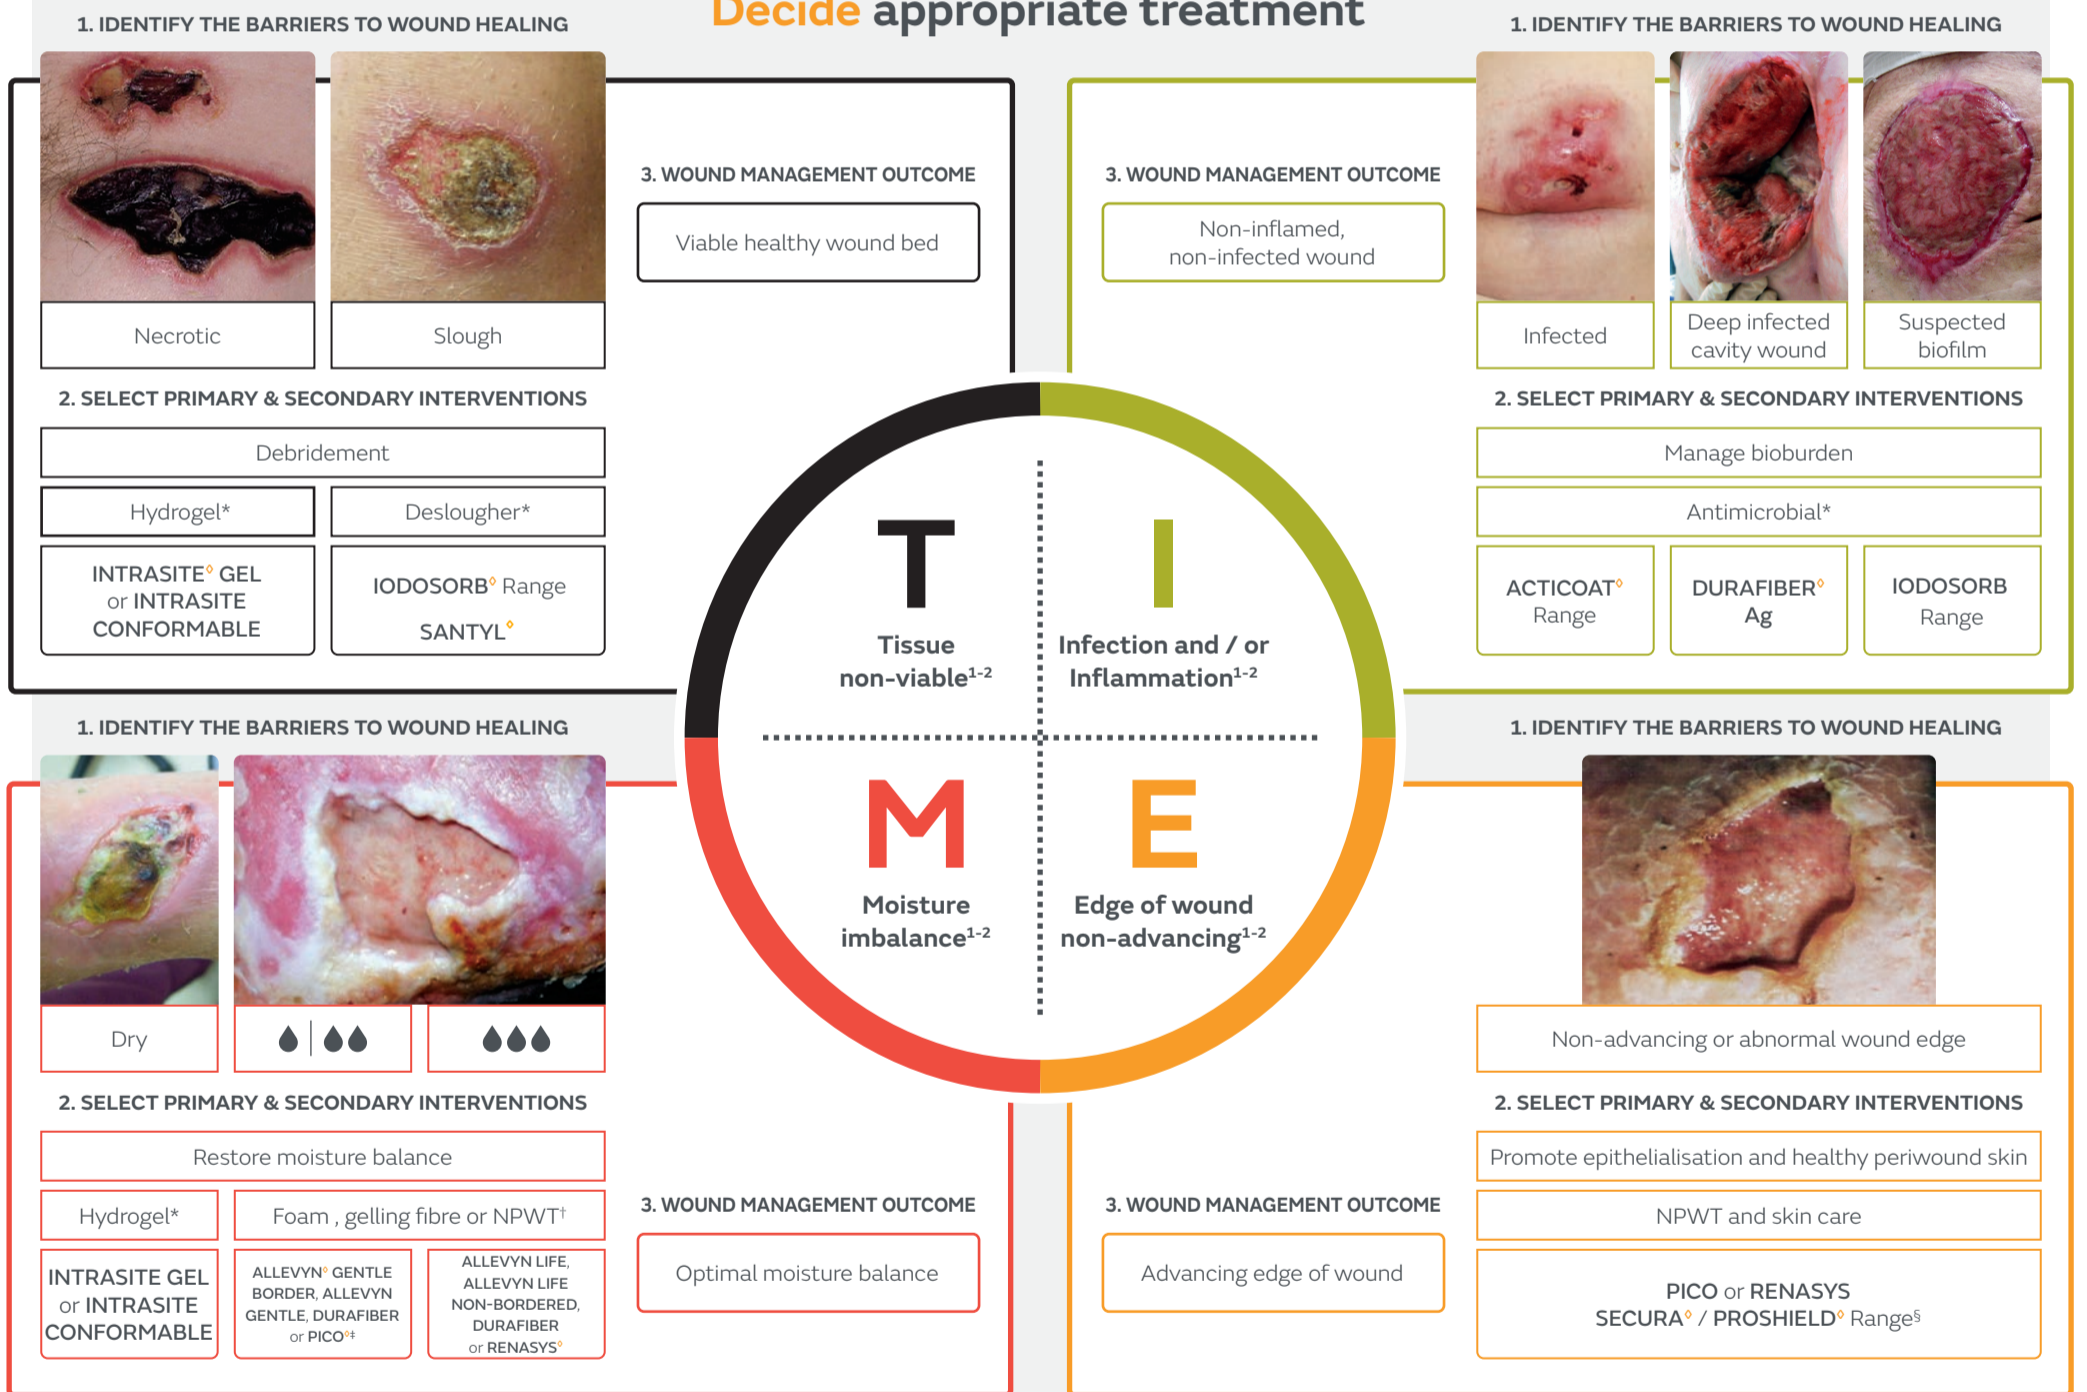 Decide appropriate treatment
1. IDENTIFY THE BARRIERS TO WOUND HEALING
Necrotic
Slough
2. SELECT PRIMARY & SECONDARY INTERVENTIONS
Debridement
Hydrogel*
Deslougher*
INTRASITE◊ GEL
or INTRASITE
CONFORMABLE
IODOSORB◊ Range
SANTYL◊
3. WOUND MANAGEMENT OUTCOME
Viable healthy wound bed
3. WOUND MANAGEMENT OUTCOME
Non-inflamed,
non-infected wound
1. IDENTIFY THE BARRIERS TO WOUND HEALING
Infected
Deep infected
cavity wound
Suspected
biofilm
2. SELECT PRIMARY & SECONDARY INTERVENTIONS
Manage bioburden
Antimicrobial*
ACTICOAT◊
Range
DURAFIBER◊
Ag
IODOSORB
Range
T
Tissue
non-viable1-2
I
Infection and / or
Inflammation1-2
M
Moisture
imbalance1-2
E
Edge of wound
non-advancing1-2
1. IDENTIFY THE BARRIERS TO WOUND HEALING
Dry
2. SELECT PRIMARY & SECONDARY INTERVENTIONS
Restore moisture balance
Hydrogel*
Foam , gelling fibre or NPWT†
INTRASITE GEL
or INTRASITE
CONFORMABLE
ALLEVYN◊ GENTLE
BORDER, ALLEVYN
GENTLE, DURAFIBER
or PICO◊‡
ALLEVYN LIFE,
ALLEVYN LIFE
NON-BORDERED,
DURAFIBER
or RENASYS◊
3. WOUND MANAGEMENT OUTCOME
Optimal moisture balance
3. WOUND MANAGEMENT OUTCOME
Advancing edge of wound
1. IDENTIFY THE BARRIERS TO WOUND HEALING
Non-advancing or abnormal wound edge
2. SELECT PRIMARY & SECONDARY INTERVENTIONS
Promote epithelialisation and healthy periwound skin
NPWT and skin care
PICO or RENASYS
SECURA◊ / PROSHIELD◊ Range§